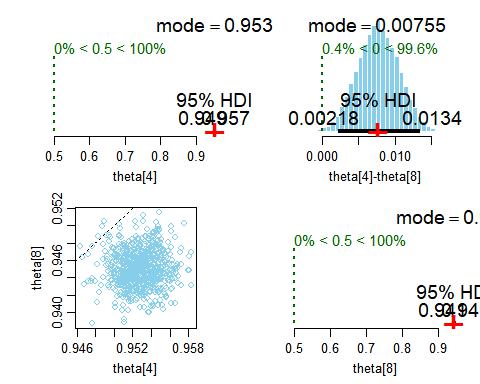 mode = 0.953
0% < 0.5 < 100%
95% HDI
0.957
0.5 0.6 0.7 0.8 0.9
theta[4]
mode = 0.00755
0.4% < 0 < 99.6%
95% HDI
0.00218 0.0134
0.000 0.010
theta[4]-theta[8]
0.952
0.946
0.940
theta[8]
0.946 0.952 0.958
theta[4]
mode = 0.
0% < 0.5 < 100%
95% HD
0.5 0.6 0.7 0.8 0.9
theta[8]